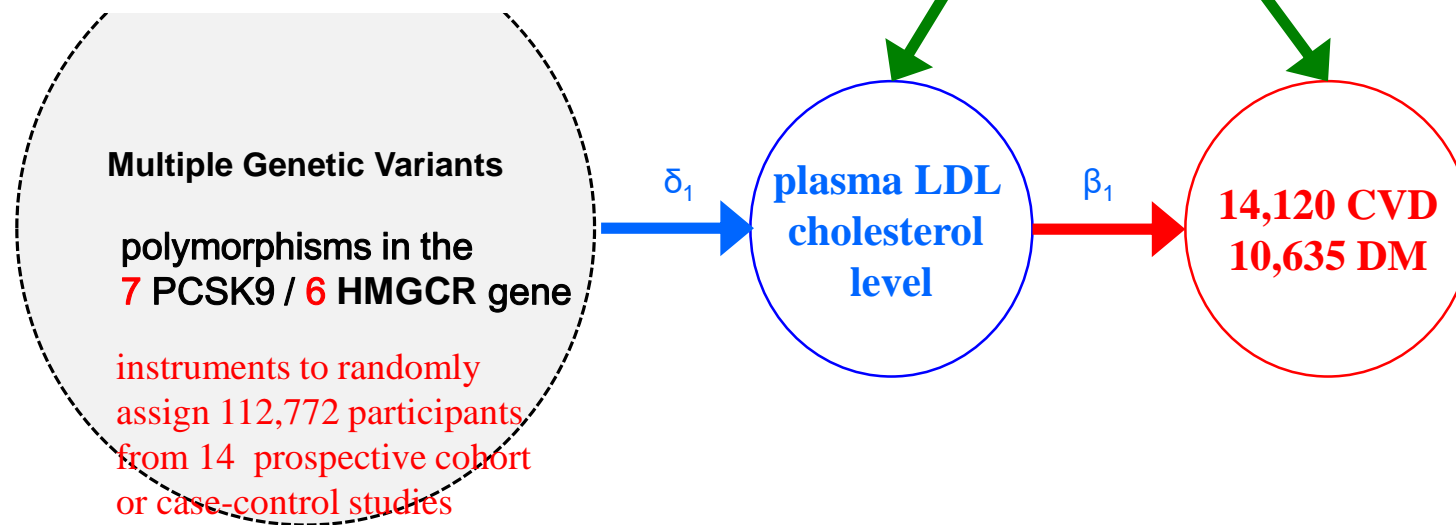 Multiple Genetic Variants
polymorphisms in the
7 PCSK9 / 6 HMGCR gene
instruments to randomly
assign 112,772 participants
from 14 prospective cohort
or case-control studies
δ₁
plasma LDL
cholesterol
level
β₁
14,120 CVD
10,635 DM